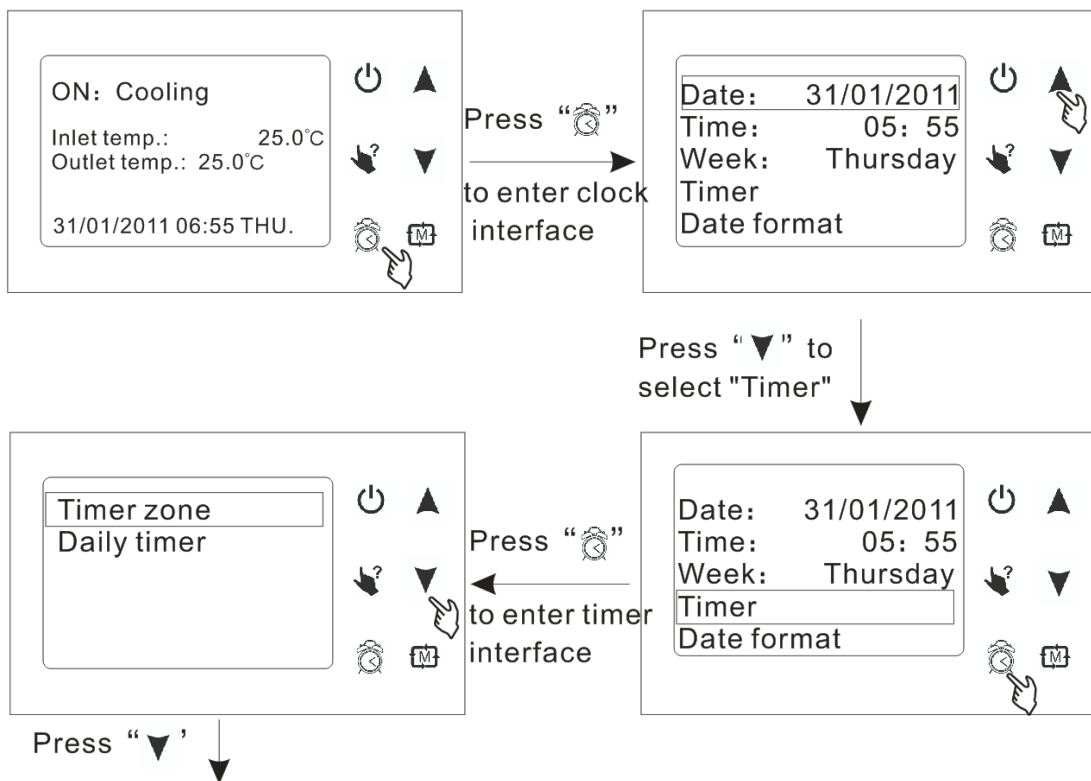 ON: Cooling
Inlet temp.: 25.0°C
Outlet temp.: 25.0°C
31/01/2011 06:55 THU.
?
M
Press “ ”
to enter clock
interface
Date: 31/01/2011
Time: 05: 55
Week: Thursday
Timer
Date format
?
M
Press “▼” to
select "Timer"
Timer zone
Daily timer
?
M
Press “ ”
to enter timer
interface
Date: 31/01/2011
Time: 05: 55
Week: Thursday
Timer
Date format
?
M
Press “▼’